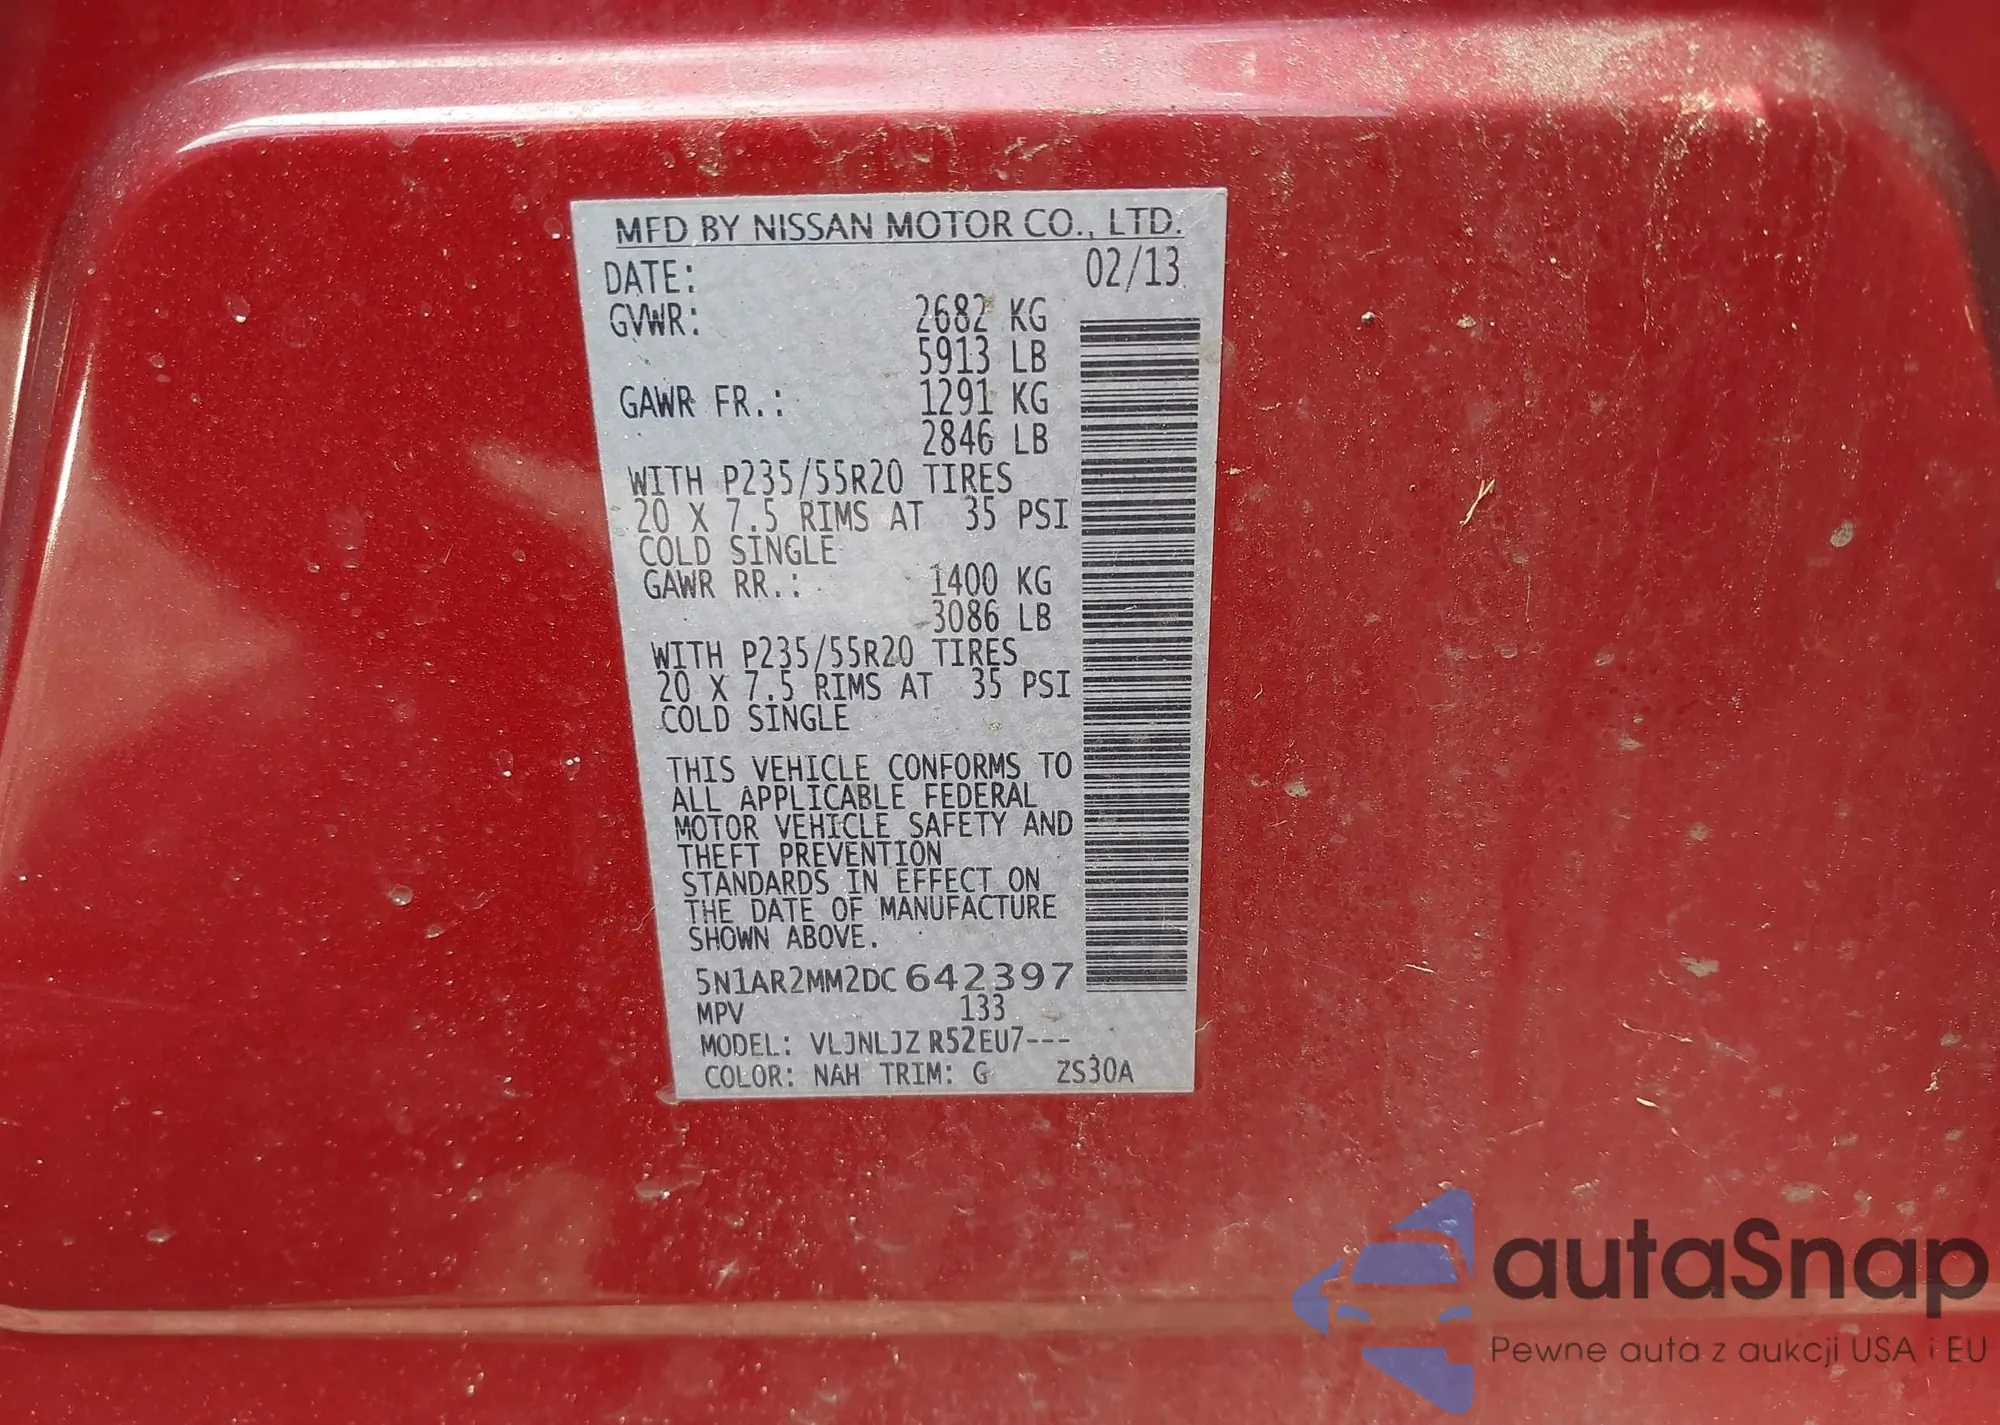 MFD BY NISSAN MOTOR CO., LTD.
DATE: 02/13
GVWR: 2682 KG
5913 LB
GAWR FR.: 1291 KG
2846 LB
WITH P235/55R20 TIRES
20 X 7.5 RIMS AT 35 PSI
COLD SINGLE
GAWR RR.: 1400 KG
3086 LB
WITH P235/55R20 TIRES
20 X 7.5 RIMS AT 35 PSI
COLD SINGLE
THIS VEHICLE CONFORMS TO
ALL APPLICABLE FEDERAL
MOTOR VEHICLE SAFETY AND
THEFT PREVENTION
STANDARDS IN EFFECT ON
THE DATE OF MANUFACTURE
SHOWN ABOVE.
5N1AR2MM2DC642397
MPV 133
MODEL: VLJNLJZ R52EU7---
COLOR: NAH TRIM: G ZS30A
autaSnap
Pewne auta z aukcji USA i EU